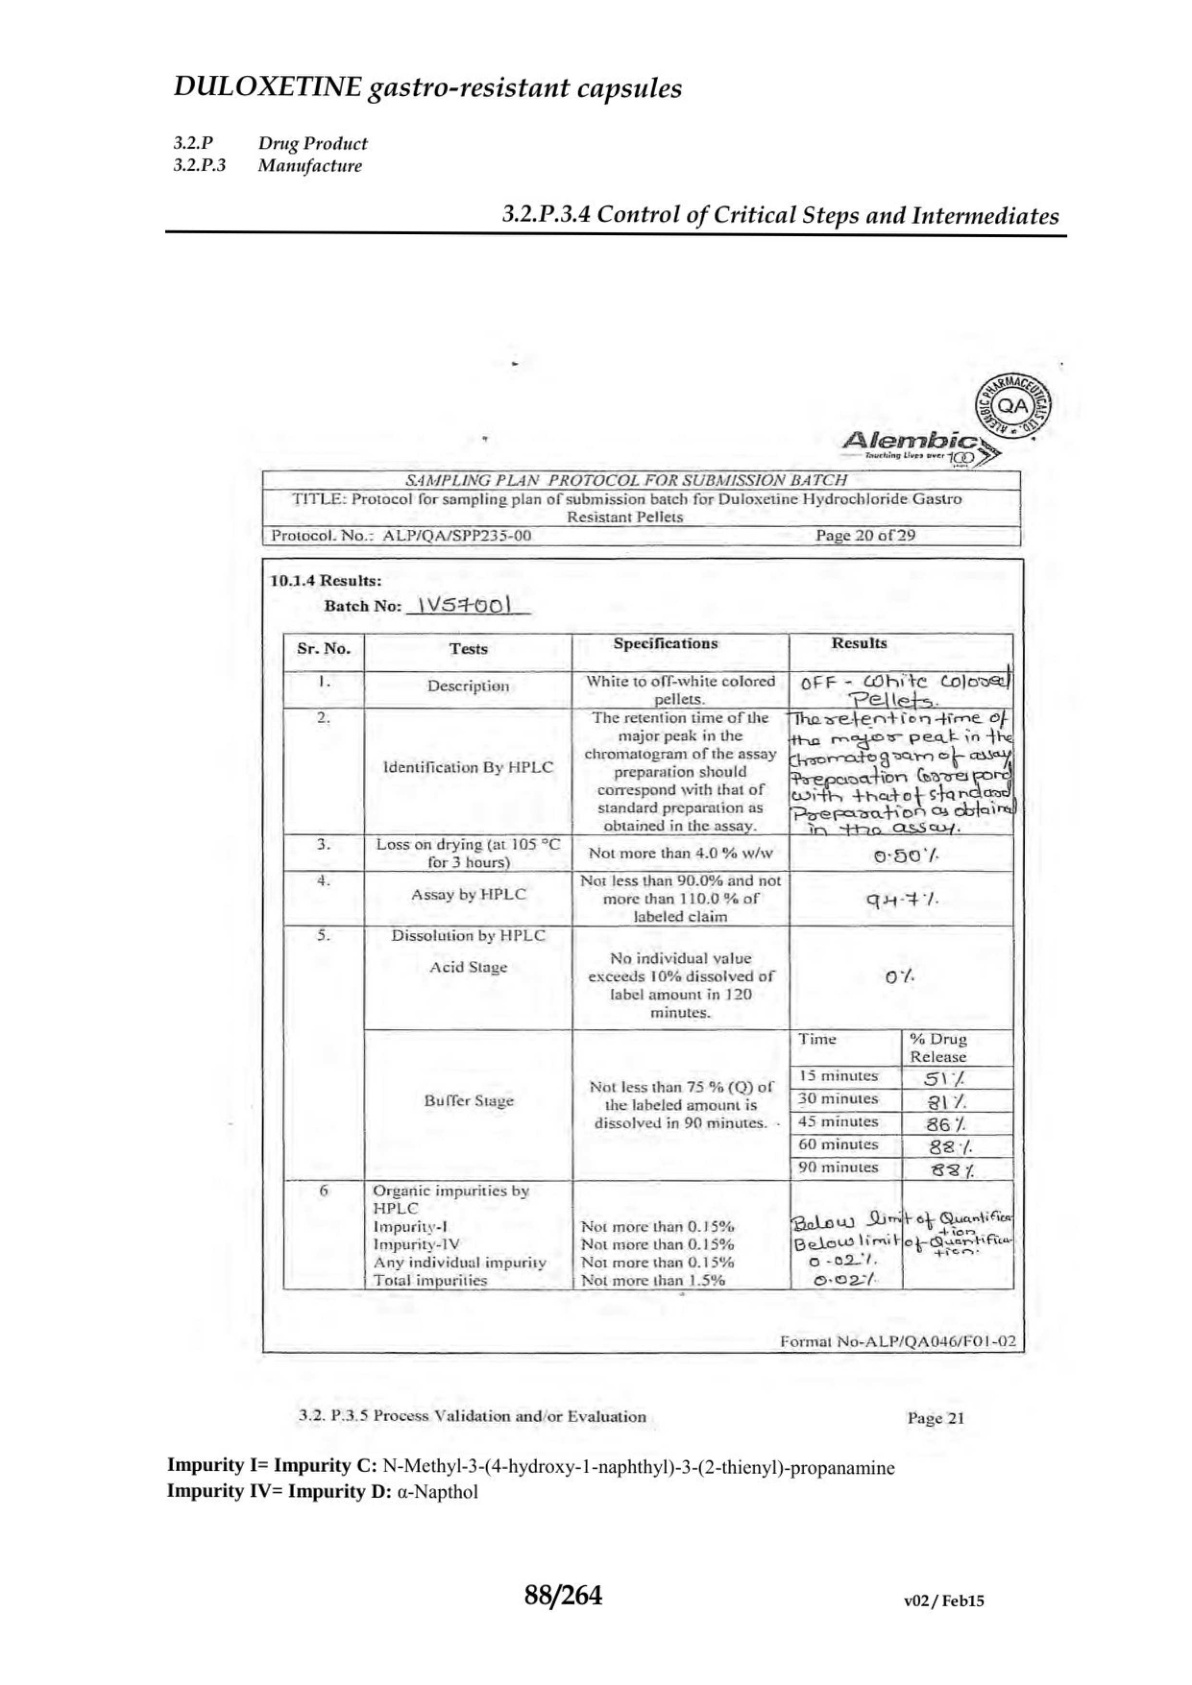 DULOXETINE gastro-resistant capsules
3.2.P Drug Product
3.2.P.3 Manufacture
3.2.P.3.4 Control of Critical Steps and Intermediates
ALEMBIC PHARMACEUTICALS LTD.
QA
Alembic
Touching Lives over 100
YEARS
SAMPLING PLAN PROTOCOL FOR SUBMISSION BATCH
TITLE: Protocol for sampling plan of submission batch for Duloxetine Hydrochloride Gastro
Resistant Pellets
Protocol. No.: ALP/QA/SPP235-00 Page 20 of 29
10.1.4 Results:
Batch No: IVS7001
Sr. No. Tests Specifications Results
1. Description White to off-white colored
pellets. OFF - White Colored
Pellets.
2. Identification By HPLC The retention time of the
major peak in the
chromatogram of the assay
preparation should
correspond with that of
standard preparation as
obtained in the assay.
The retention time of
the major peak in the
chromatogram of assay
Preparation Correspond
with that of standard
Preparation as obtained
in the assay.
3. Loss on drying (at 105 °C
for 3 hours) Not more than 4.0 % w/w 0.50%
4. Assay by HPLC Not less than 90.0% and not
more than 110.0 % of
labeled claim 94.7%
5. Dissolution by HPLC
Acid Stage No individual value
exceeds 10% dissolved of
label amount in 120
minutes. 0%
Buffer Stage Not less than 75 % (Q) of
the labeled amount is
dissolved in 90 minutes.
Time % Drug
Release
15 minutes 51%
30 minutes 81%
45 minutes 86%
60 minutes 88%
90 minutes 88%
6 Organic impurities by
HPLC
Impurity-I Not more than 0.15% Below limit of Quantifica
tion
Impurity-IV Not more than 0.15% Below limit of Quantifica
tion.
Any individual impurity Not more than 0.15% 0.02%.
Total impurities Not more than 1.5% 0.02%.
Format No-ALP/QA046/F01-02
3.2. P.3.5 Process Validation and/or Evaluation Page 21
Impurity I= Impurity C: N-Methyl-3-(4-hydroxy-1-naphthyl)-3-(2-thienyl)-propanamine
Impurity IV= Impurity D: α-Napthol
88/264 v02 / Feb15